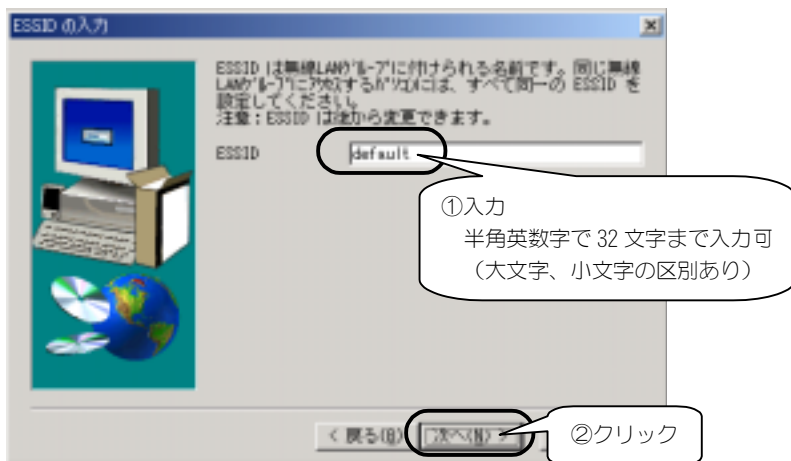 ESSID の入力
ESSID は無線LANグループに付けられる名前です。同じ無線
LANグループにアクセスするパソコンには、すべて同一の ESSID を
設定してください。
注意：ESSID は後から変更できます。
ESSID
default
①入力
半角英数字で 32 文字まで入力可
（大文字、小文字の区別あり）
< 戻る(B)
次へ(N) >
②クリック